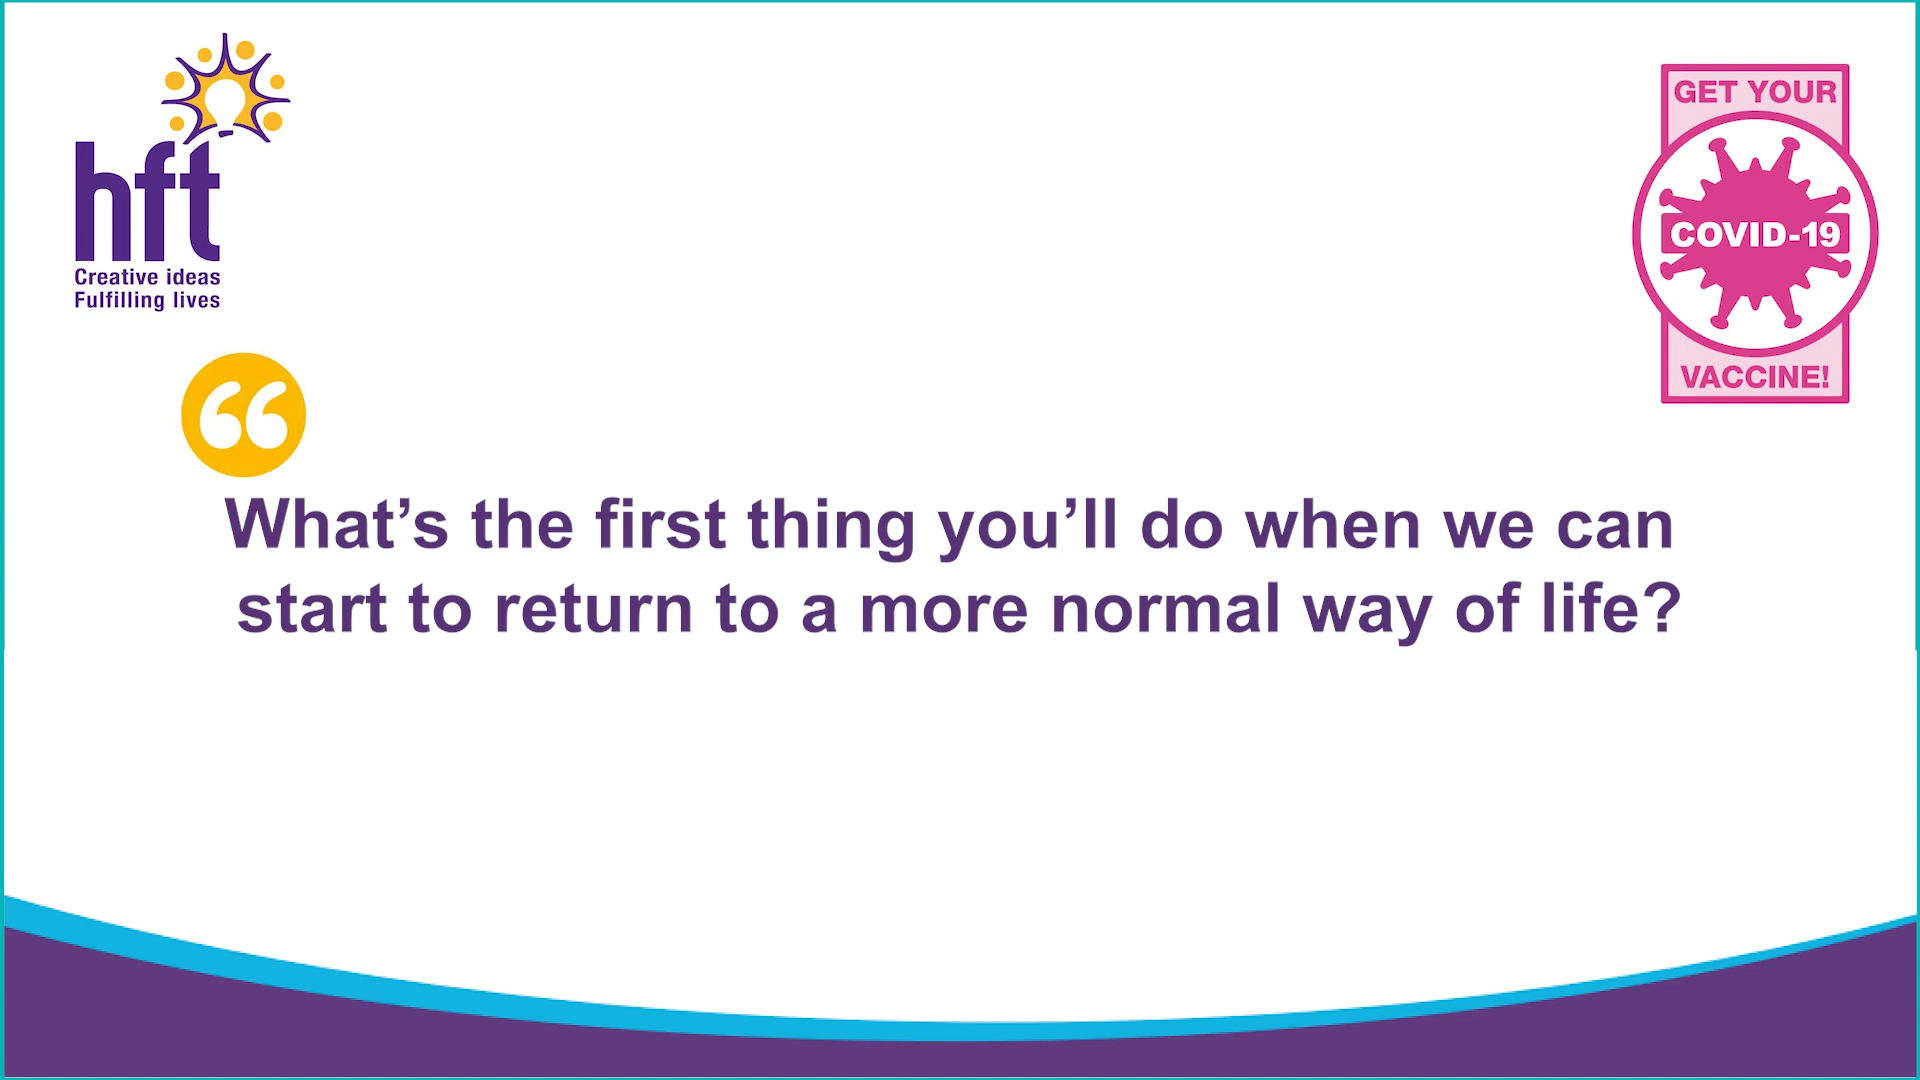 hft
Creative ideas
Fulfilling lives
GET YOUR
COVID-19
VACCINE!
“
What’s the first thing you’ll do when we can
start to return to a more normal way of life?